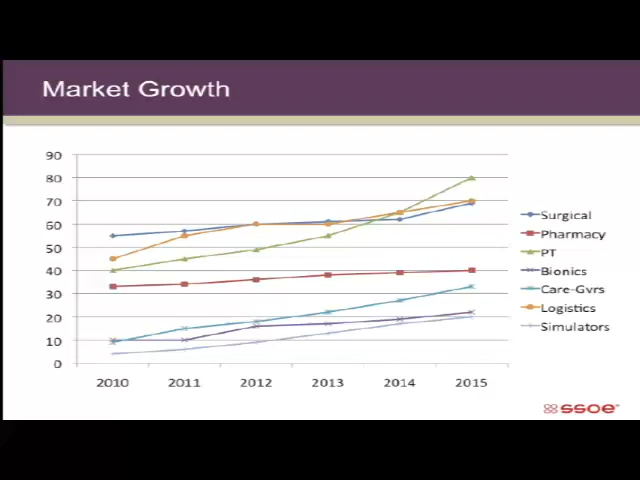 Market Growth
90
80
70
60
50
40
30
20
10
0
2010 2011 2012 2013 2014 2015
Surgical
Pharmacy
PT
Bionics
Care-Gvrs
Logistics
Simulators
ssoe